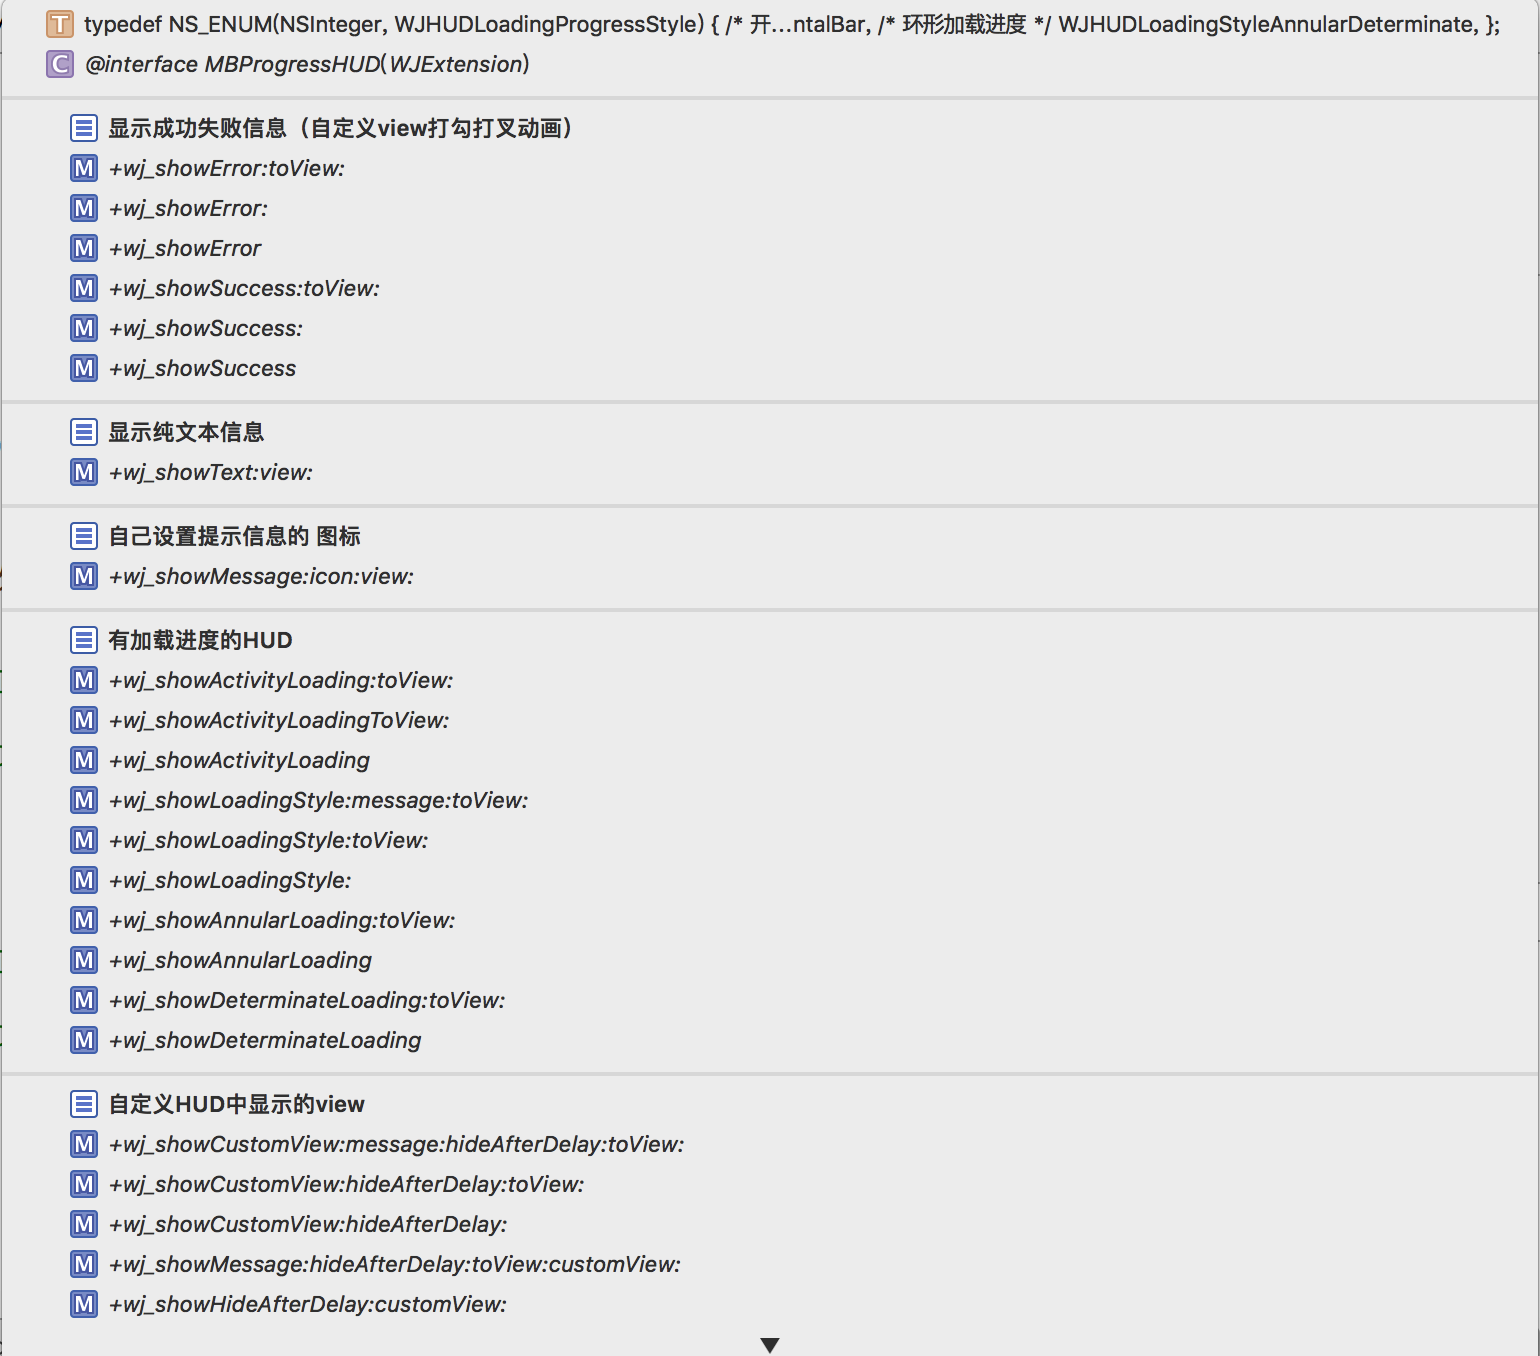 T typedef NS_ENUM(NSInteger, WJHUDLoadingProgressStyle) { /* 开...ntalBar, /* 环形加载进度 */ WJHUDLoadingStyleAnnularDeterminate, };
C @interface MBProgressHUD(WJExtension)
显示成功失败信息（自定义view打勾打叉动画）
M +wj_showError:toView:
M +wj_showError:
M +wj_showError
M +wj_showSuccess:toView:
M +wj_showSuccess:
M +wj_showSuccess
显示纯文本信息
M +wj_showText:view:
自己设置提示信息的 图标
M +wj_showMessage:icon:view:
有加载进度的HUD
M +wj_showActivityLoading:toView:
M +wj_showActivityLoadingToView:
M +wj_showActivityLoading
M +wj_showLoadingStyle:message:toView:
M +wj_showLoadingStyle:toView:
M +wj_showLoadingStyle:
M +wj_showAnnularLoading:toView:
M +wj_showAnnularLoading
M +wj_showDeterminateLoading:toView:
M +wj_showDeterminateLoading
自定义HUD中显示的view
M +wj_showCustomView:message:hideAfterDelay:toView:
M +wj_showCustomView:hideAfterDelay:toView:
M +wj_showCustomView:hideAfterDelay:
M +wj_showMessage:hideAfterDelay:toView:customView:
M +wj_showHideAfterDelay:customView: